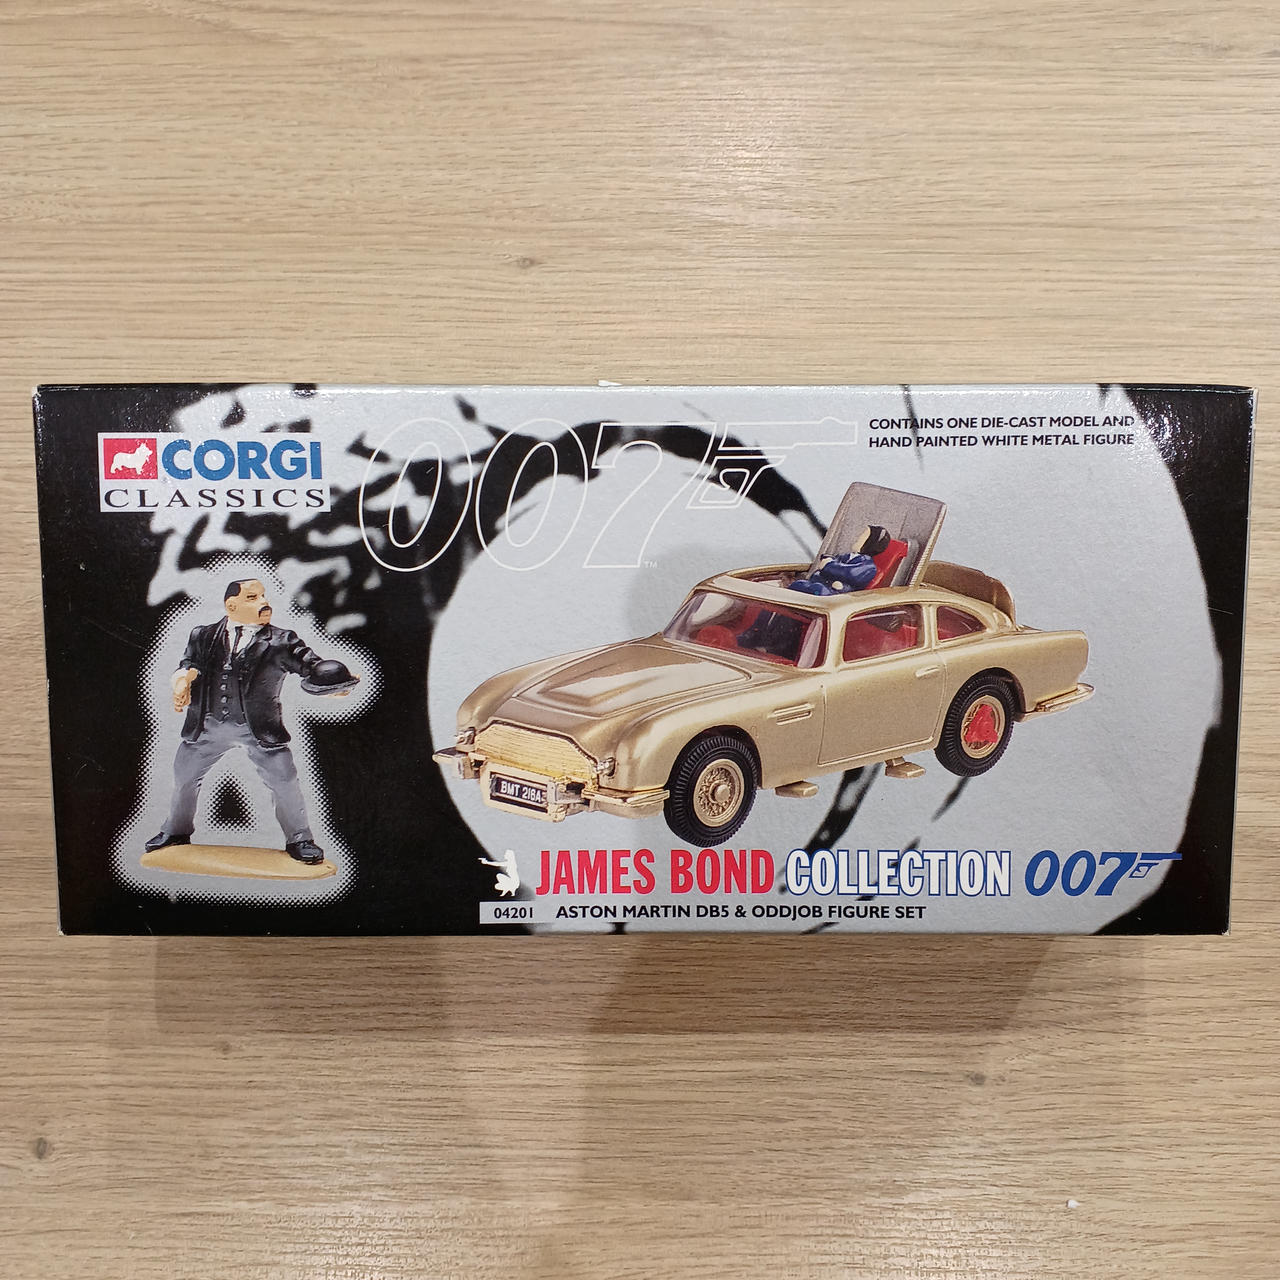 CORGI
CLASSICS
007
TM
CONTAINS ONE DIE-CAST MODEL AND
HAND PAINTED WHITE METAL FIGURE
BMT 216A
JAMES BOND COLLECTION 007
04201 ASTON MARTIN DB5 & ODDJOB FIGURE SET